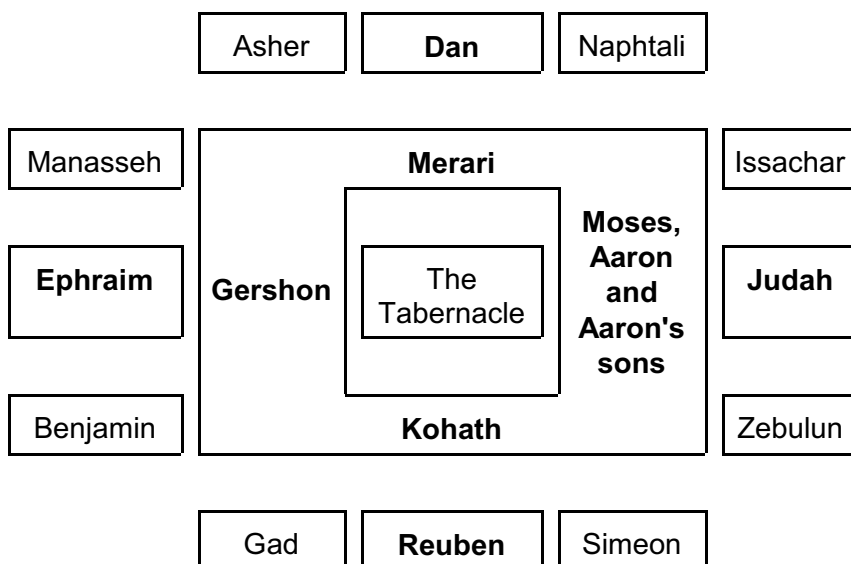 Asher
Dan
Naphtali
Manasseh
Merari
Issachar
Ephraim
Gershon
The
Tabernacle
Moses,
Aaron
and
Aaron's
sons
Judah
Benjamin
Kohath
Zebulun
Gad
Reuben
Simeon